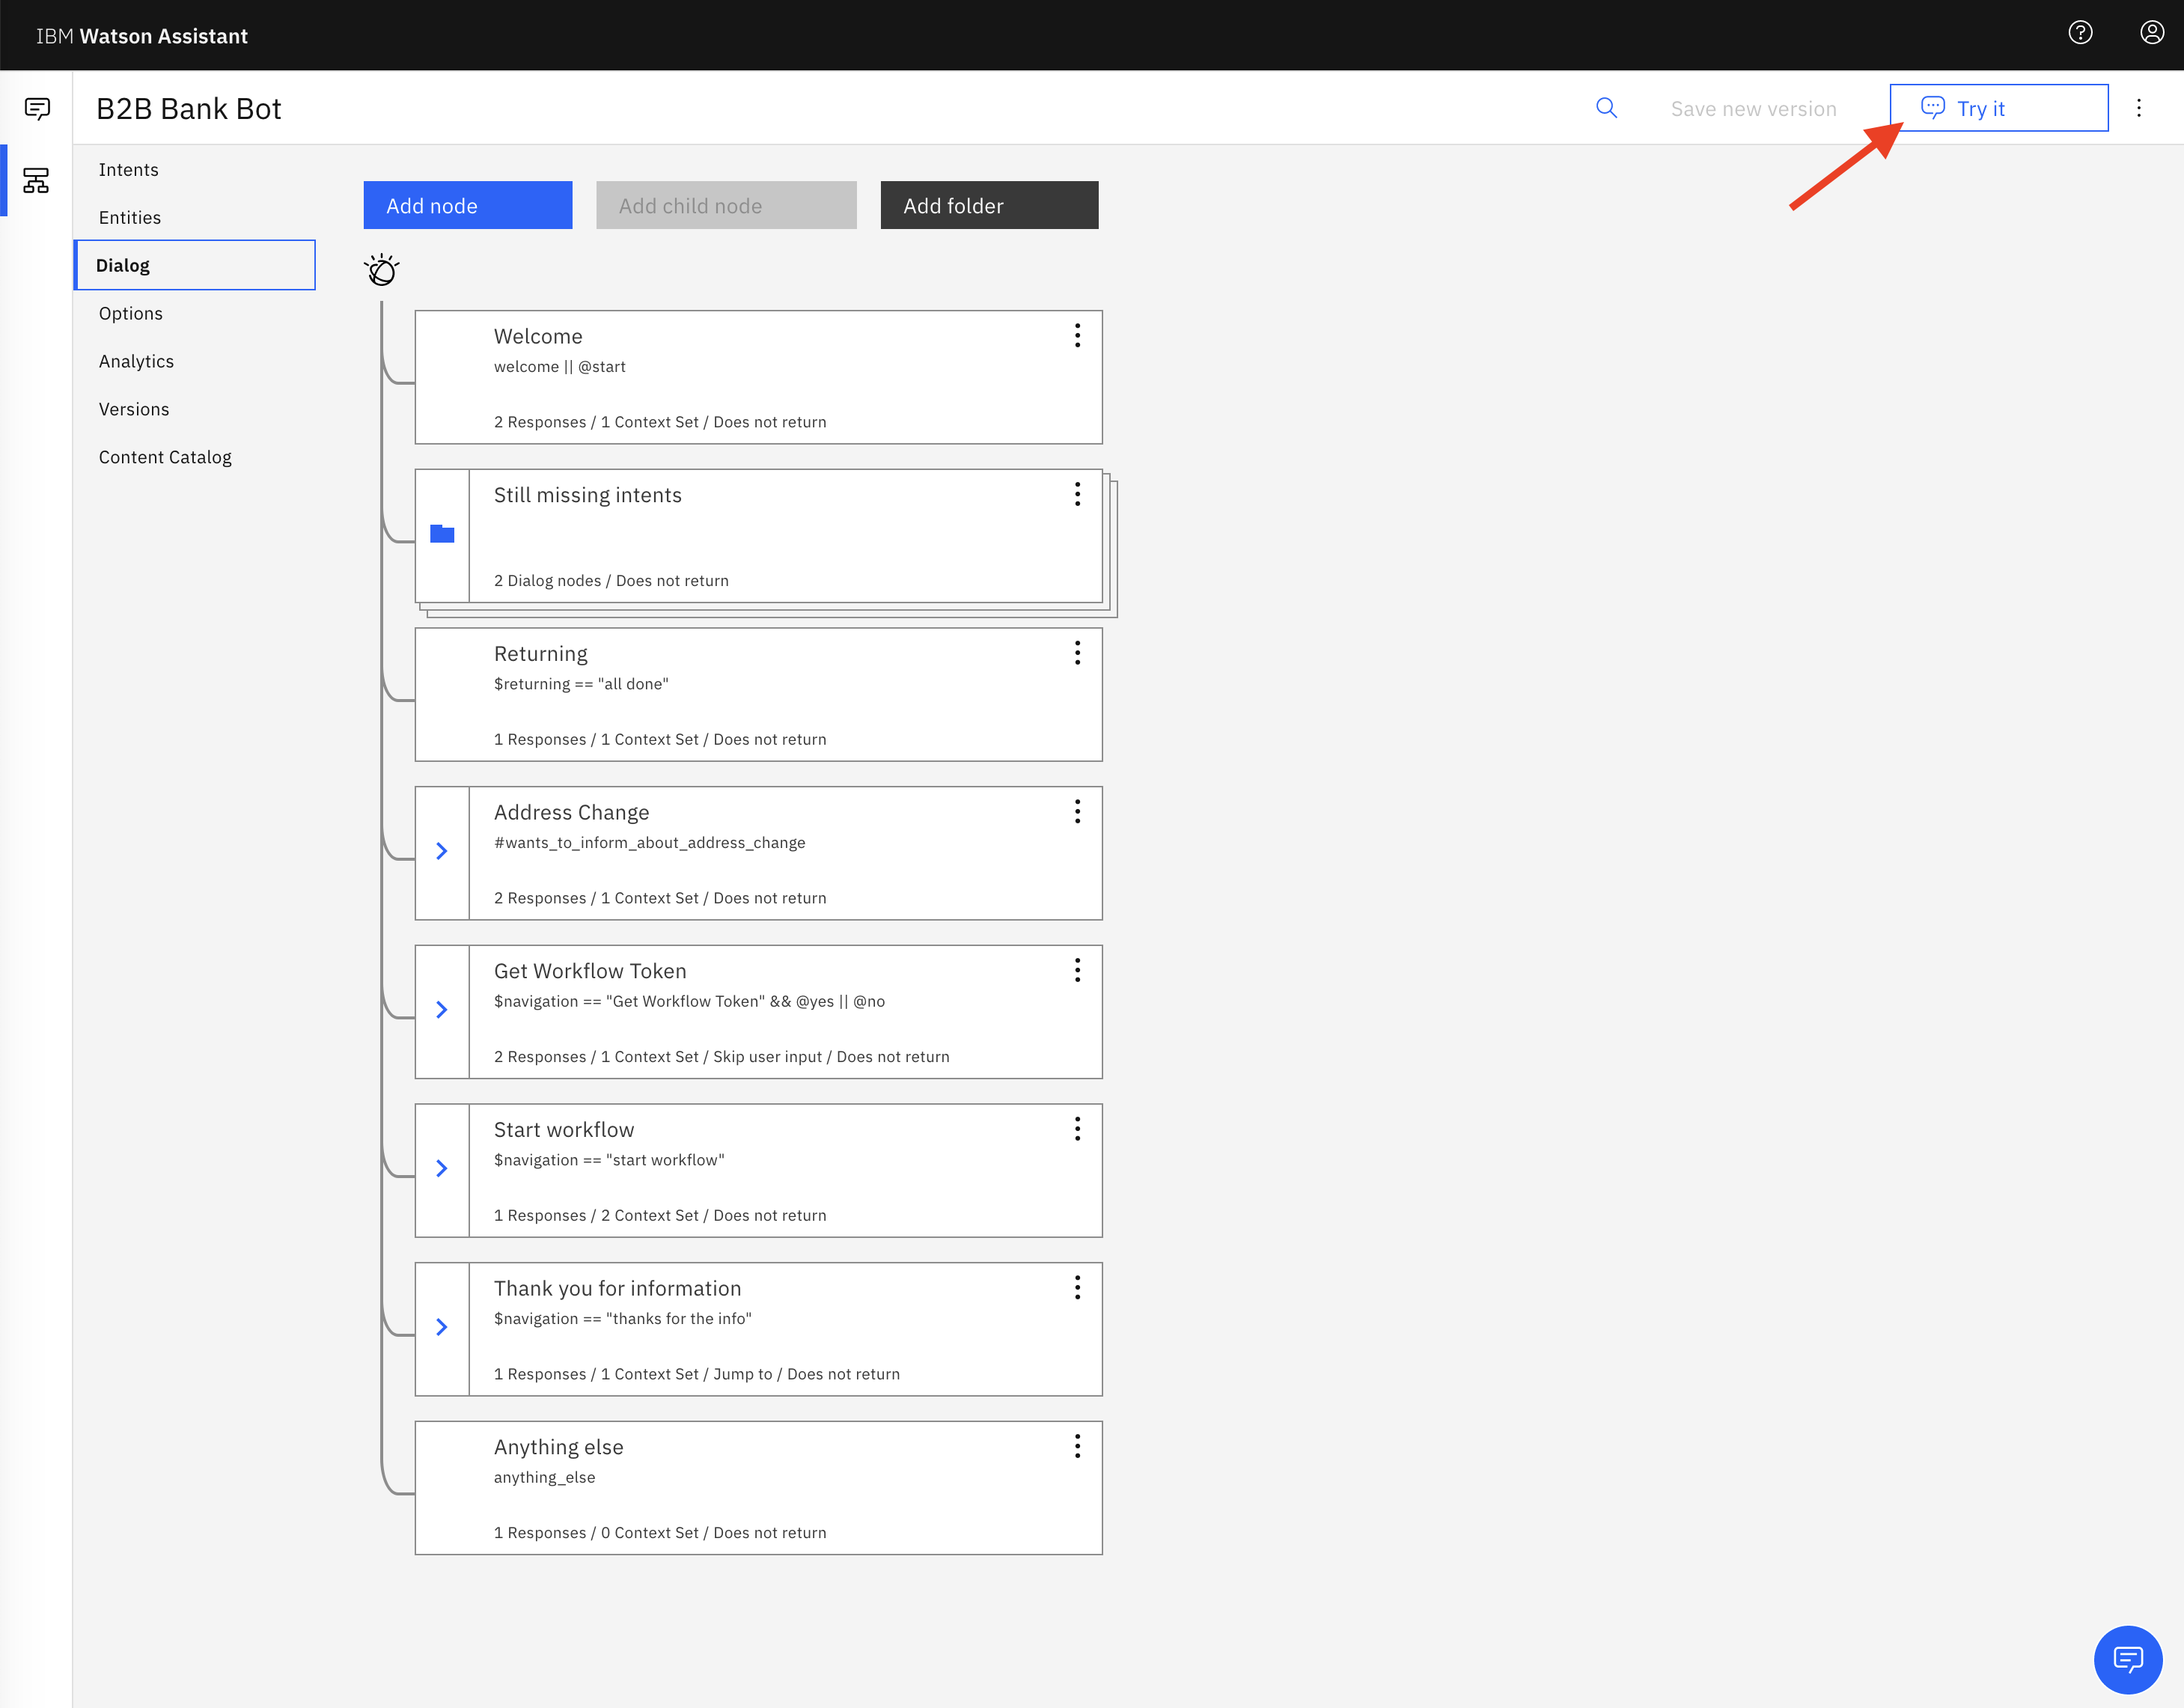 IBM Watson Assistant
B2B Bank Bot
Save new version
Try it
Intents
Entities
Dialog
Options
Analytics
Versions
Content Catalog
Add node
Add child node
Add folder
Welcome
welcome || @start
2 Responses / 1 Context Set / Does not return
Still missing intents
2 Dialog nodes / Does not return
Returning
$returning == "all done"
1 Responses / 1 Context Set / Does not return
Address Change
#wants_to_inform_about_address_change
2 Responses / 1 Context Set / Does not return
Get Workflow Token
$navigation == "Get Workflow Token" && @yes || @no
2 Responses / 1 Context Set / Skip user input / Does not return
Start workflow
$navigation == "start workflow"
1 Responses / 2 Context Set / Does not return
Thank you for information
$navigation == "thanks for the info"
1 Responses / 1 Context Set / Jump to / Does not return
Anything else
anything_else
1 Responses / 0 Context Set / Does not return